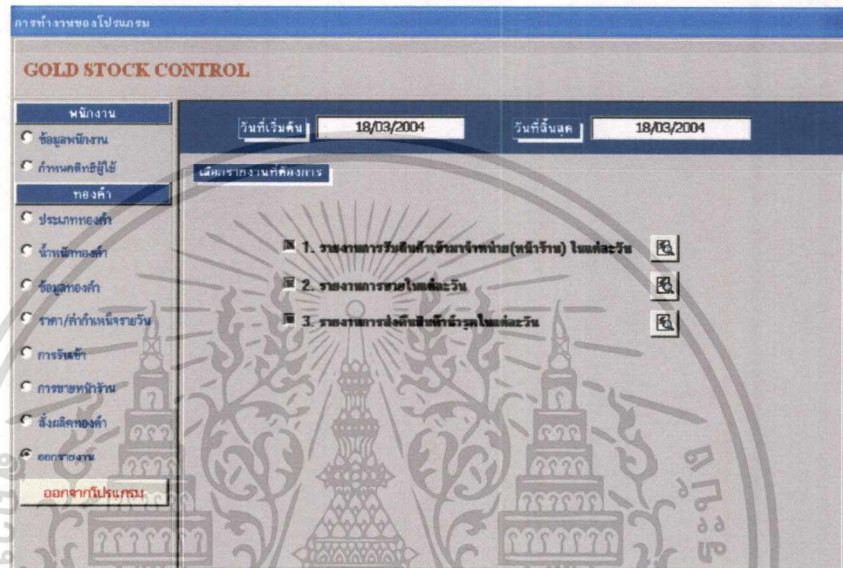 การทำงานของโปรแกรม
GOLD STOCK CONTROL
พนักงาน
ข้อมูลพนักงาน
กำหนดสิทธิผู้ใช้
ทองคำ
ประเภททองคำ
น้ำหนักทองคำ
ข้อมูลทองคำ
ราคา/ค่ากำเหน็จรายวัน
การรับเข้า
การขายหน้าร้าน
สั่งผลิตทองคำ
ออกรายงาน
ออกจากโปรแกรม
วันที่เริ่มต้น 18/03/2004 วันที่สิ้นสุด 18/03/2004
เลือกรายงานที่ต้องการ
1. รายงานการรับสินค้าเข้ามาจำหน่าย(หน้าร้าน) ในแต่ละวัน
2. รายงานการขายในแต่ละวัน
3. รายงานการส่งคืนสินค้าชำรุดในแต่ละวัน